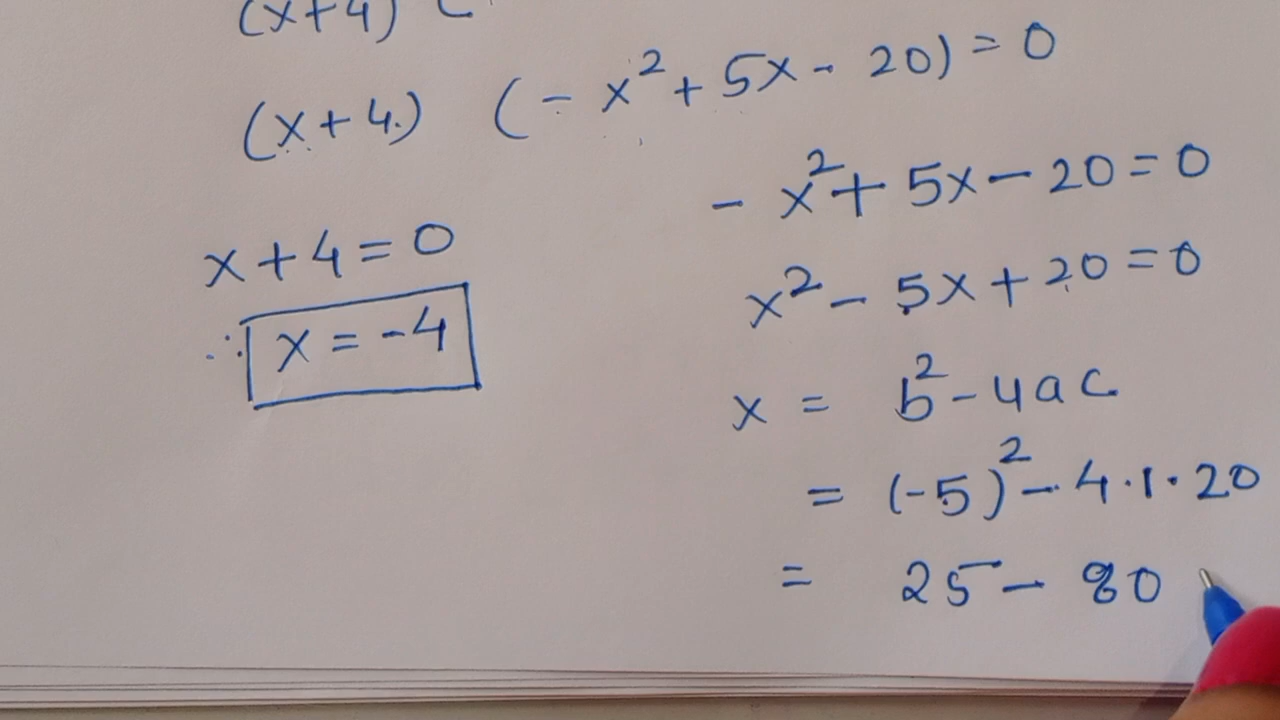 (x+4) (
(x+4) (-x²+5x-20)=0
-x²+5x-20=0
x²-5x+20=0
x = b²-4ac
= (-5)²-4·1·20
= 25-80
x+4=0
∴ x=-4